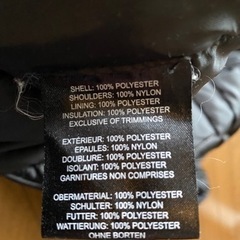 SHELL: 100% POLYESTER
SHOULDERS: 100% NYLON
LINING: 100% POLYESTER
INSULATION: 100% POLYESTER
EXCLUSIVE OF TRIMMINGS
EXTÉRIEUR: 100% POLYESTER
ÉPAULES: 100% NYLON
DOUBLURE: 100% POLYESTER
ISOLANT: 100% POLYESTER
GARNITURES NON COMPRISES
OBERMATERIAL: 100% POLYESTER
SCHULTER: 100% NYLON
FUTTER: 100% POLYESTER
WATTIERUNG: 100% POLYESTER
OHNE BORTEN